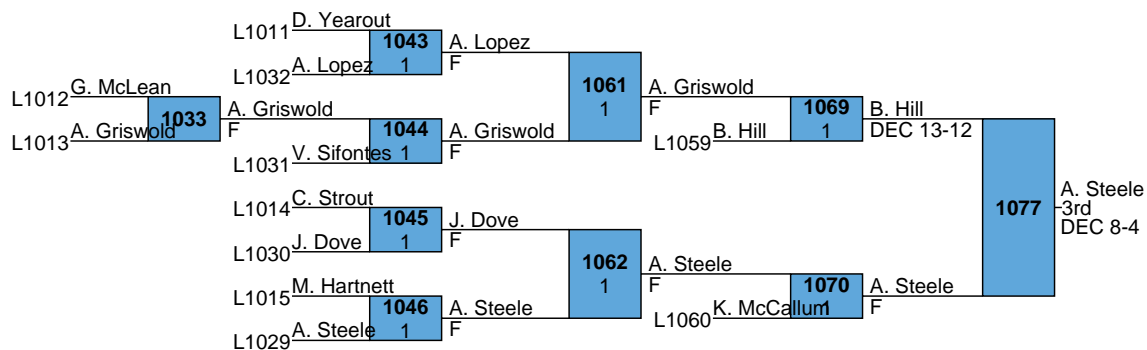 D. Yearout
L1011
1043
A. Lopez
1
F
A. Lopez
L1032
G. McLean
L1012
1033
A. Griswold
F
A. Griswold
L1013
1044
1
A. Griswold
F
V. Sifontes
L1031
1061
1
A. Griswold
F
B. Hill
L1059
1069
1
B. Hill
DEC 13-12
C. Strout
L1014
1045
1
J. Dove
F
J. Dove
L1030
M. Hartnett
L1015
1046
1
A. Steele
F
A. Steele
L1029
1062
1
A. Steele
F
K. McCallum
L1060
1070
1
A. Steele
F
1077
A. Steele
3rd
DEC 8-4